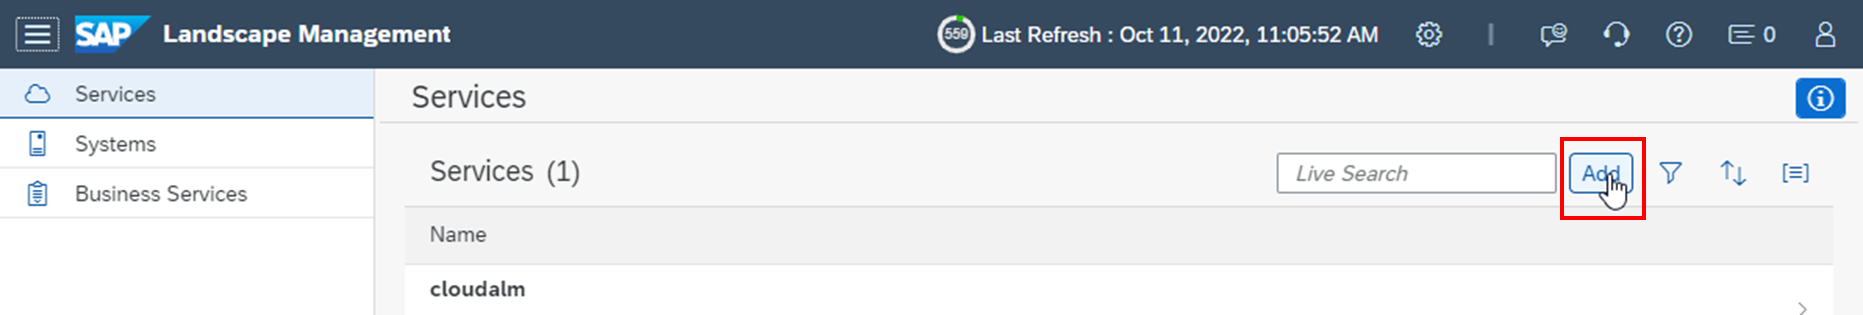 SAP Landscape Management
559 Last Refresh : Oct 11, 2022, 11:05:52 AM
0
Services
Systems
Business Services
Services
Services (1)
Live Search
Add
Name
cloudalm